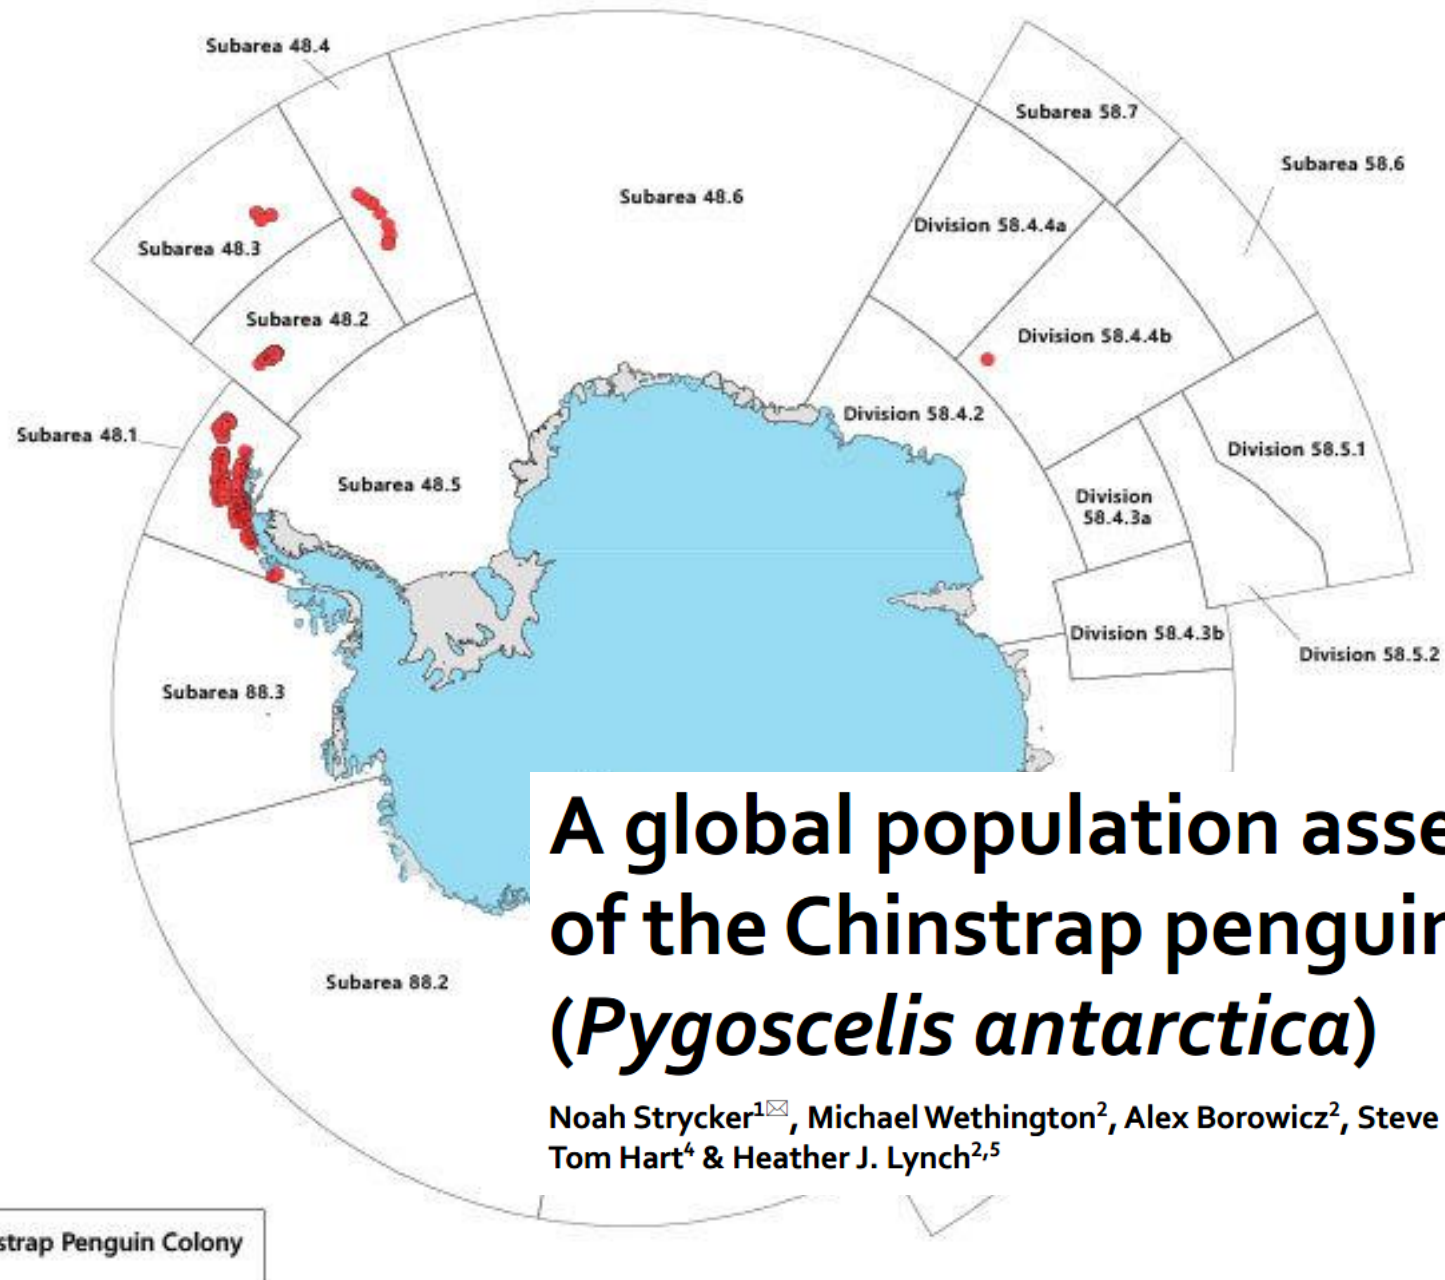 Subarea 48.4
Subarea 58.7
Subarea 58.6
Subarea 48.6
Division 58.4.4a
Subarea 48.3
Subarea 48.2
Division 58.4.4b
Division 58.4.2
Subarea 48.1
Division 58.5.1
Subarea 48.5
Division
58.4.3a
Division 58.4.3b
Division 58.5.2
Subarea 88.3
A global population asse
of the Chinstrap penguin
(Pygoscelis antarctica)
Subarea 88.2
Noah Strycker1✉, Michael Wethington2, Alex Borowicz2, Steve
Tom Hart4 & Heather J. Lynch2,5
strap Penguin Colony